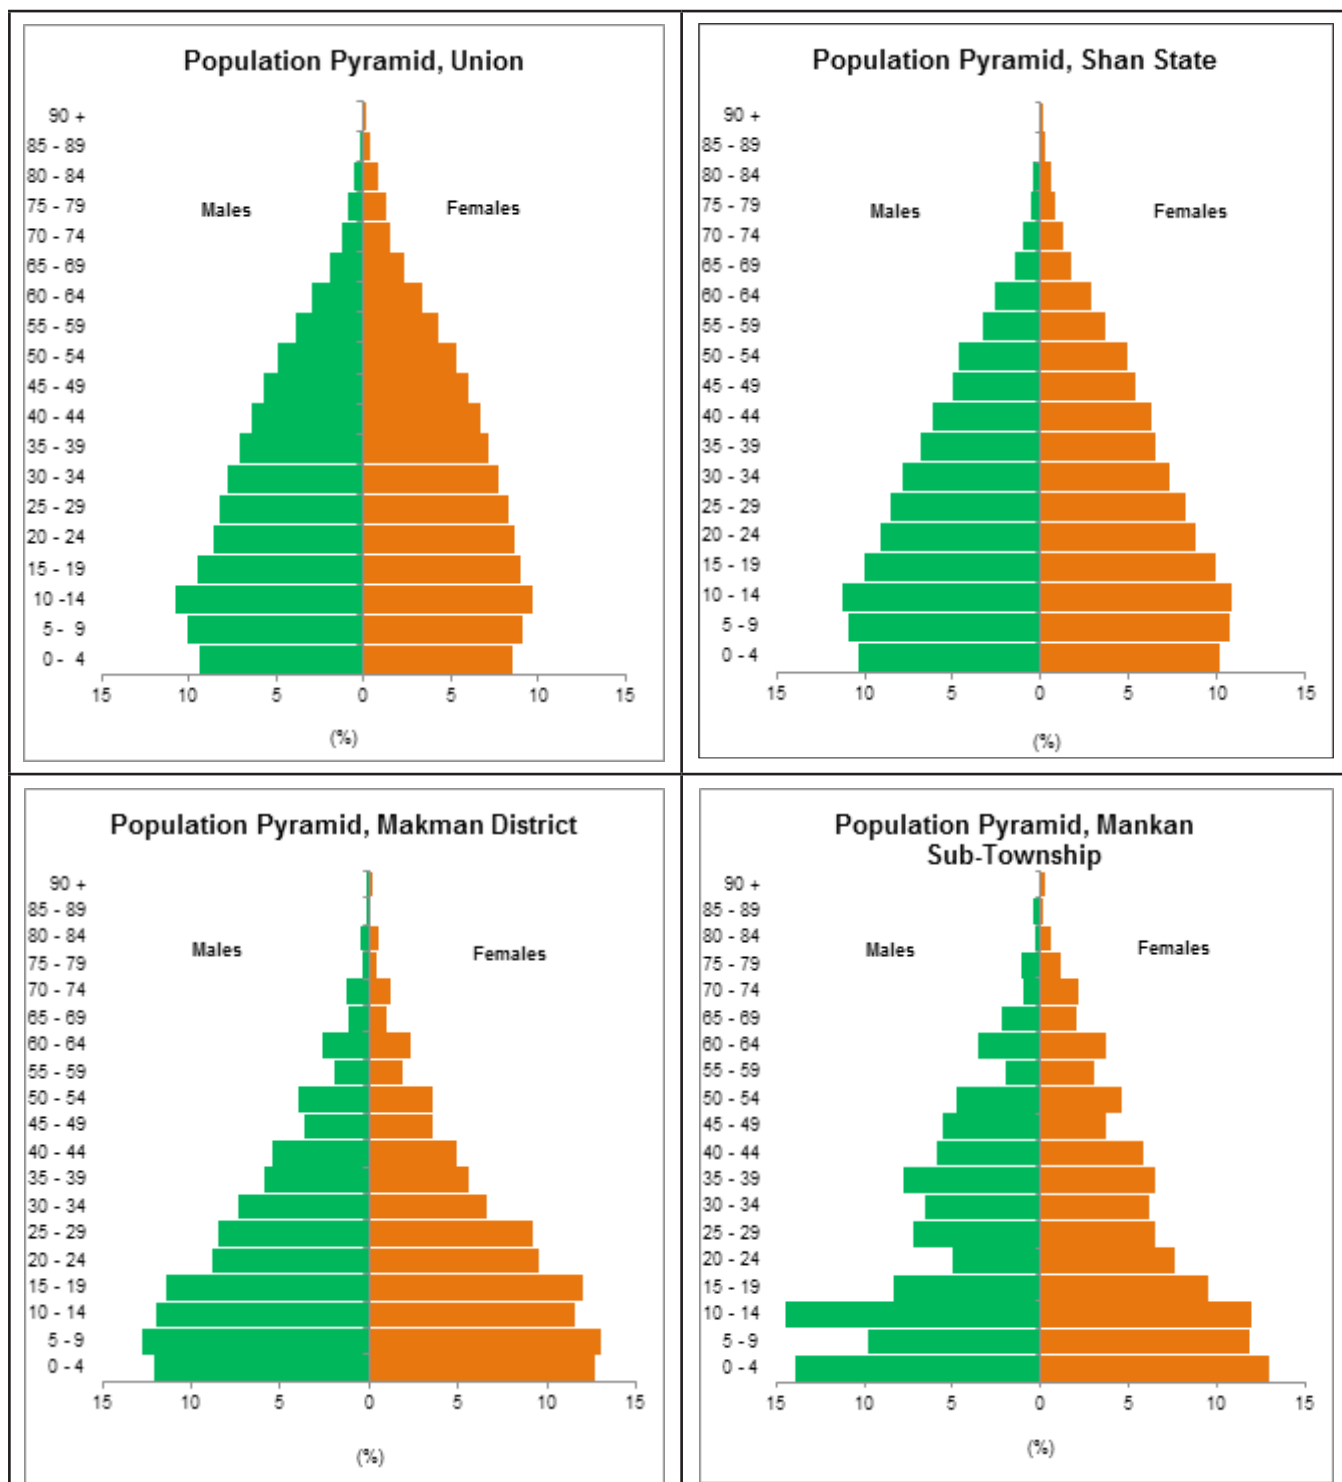 Population Pyramid, Union
90 +
85 - 89
80 - 84
75 - 79
Males
Females
70 - 74
65 - 69
60 - 64
55 - 59
50 - 54
45 - 49
40 - 44
35 - 39
30 - 34
25 - 29
20 - 24
15 - 19
10 -14
5 - 9
0 - 4
15 10 5 0 5 10 15
(%)
Population Pyramid, Shan State
90 +
85 - 89
80 - 84
75 - 79
Males
Females
70 - 74
65 - 69
60 - 64
55 - 59
50 - 54
45 - 49
40 - 44
35 - 39
30 - 34
25 - 29
20 - 24
15 - 19
10 - 14
5 - 9
0 - 4
15 10 5 0 5 10 15
(%)
Population Pyramid, Makman District
90 +
85 - 89
80 - 84
Males
Females
75 - 79
70 - 74
65 - 69
60 - 64
55 - 59
50 - 54
45 - 49
40 - 44
35 - 39
30 - 34
25 - 29
20 - 24
15 - 19
10 - 14
5 - 9
0 - 4
15 10 5 0 5 10 15
(%)
Population Pyramid, Mankan
Sub-Township
90 +
85 - 89
80 - 84
Males
Females
75 - 79
70 - 74
65 - 69
60 - 64
55 - 59
50 - 54
45 - 49
40 - 44
35 - 39
30 - 34
25 - 29
20 - 24
15 - 19
10 - 14
5 - 9
0 - 4
15 10 5 0 5 10 15
(%)